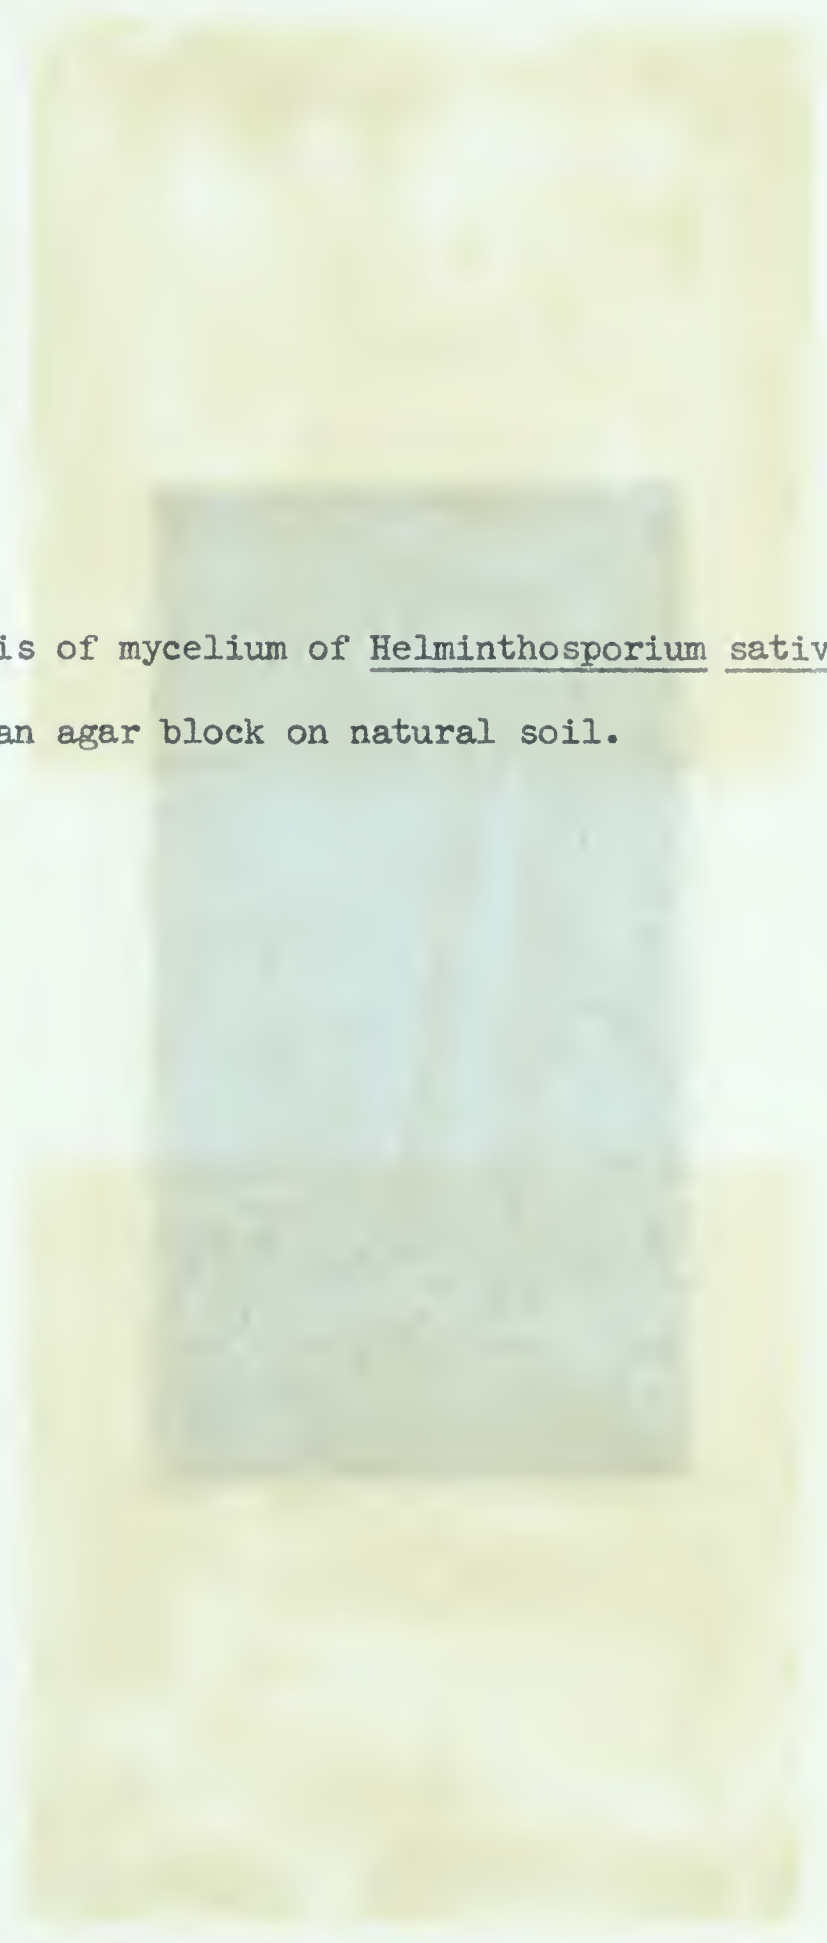 is of mycelium of Helminthosporium sativ
an agar block on natural soil.